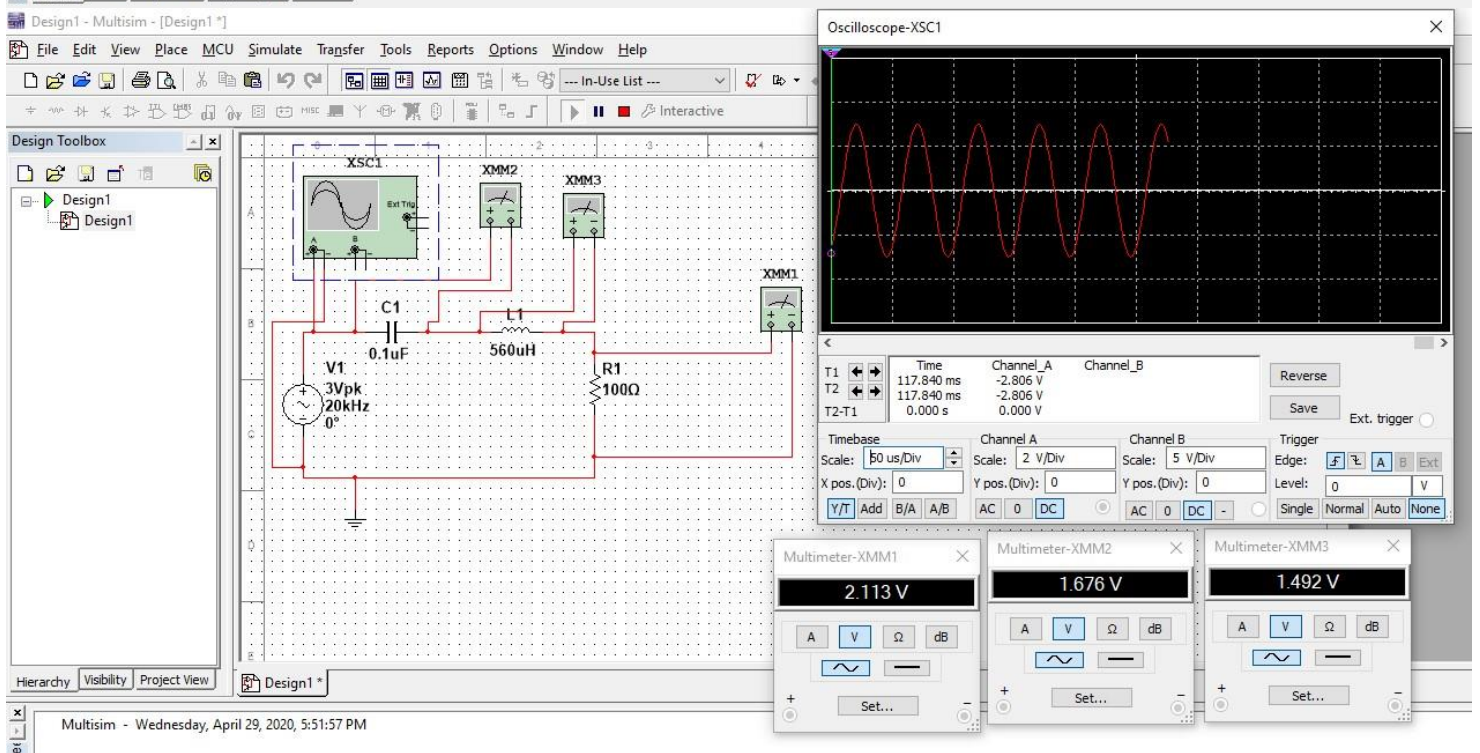 Design1 - Multisim - [Design1 *]
File Edit View Place MCU Simulate Transfer Tools Reports Options Window Help
--- In-Use List ---
MISC
Interactive
Design Toolbox
Design1
Design1
Hierarchy Visibility Project View
0 2 3 4
A
B
C
D
E
XSC1
Ext Trig
A B
XMM2
XMM3
XMM1
C1
0.1uF
L1
560uH
V1
3Vpk
20kHz
0°
R1
100Ω
Design1 *
Oscilloscope-XSC1
Time Channel_A Channel_B
T1 117.840 ms -2.806 V
T2 117.840 ms -2.806 V
T2-T1 0.000 s 0.000 V
Reverse
Save
Ext. trigger
Timebase
Scale: 50 us/Div
X pos.(Div): 0
Y/T Add B/A A/B
Channel A
Scale: 2 V/Div
Y pos.(Div): 0
AC 0 DC
Channel B
Scale: 5 V/Div
Y pos.(Div): 0
AC 0 DC -
Trigger
Edge: A B Ext
Level: 0 V
Single Normal Auto None
Multimeter-XMM1
2.113 V
A V Ω dB
+ Set... -
Multimeter-XMM2
1.676 V
A V Ω dB
+ Set... -
Multimeter-XMM3
1.492 V
A V Ω dB
+ Set... -
Multisim - Wednesday, April 29, 2020, 5:51:57 PM